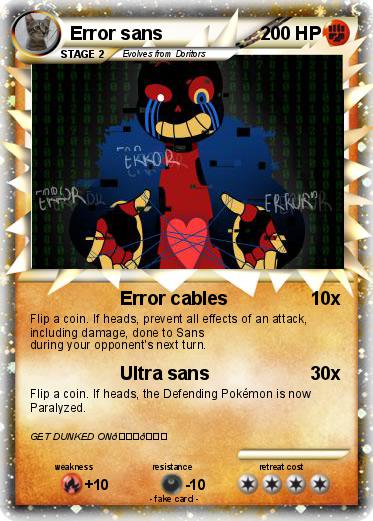 Error sans 200 HP
STAGE 2 Evolves from Doritors
ERROR
ERROR
ERROR
Error cables 10x
Flip a coin. If heads, prevent all effects of an attack,
including damage, done to Sans
during your opponent's next turn.
Ultra sans 30x
Flip a coin. If heads, the Defending Pokémon is now
Paralyzed.
GET DUNKED ONð□□□ð□□□
weakness resistance retreat cost
+10 -10
- fake card -